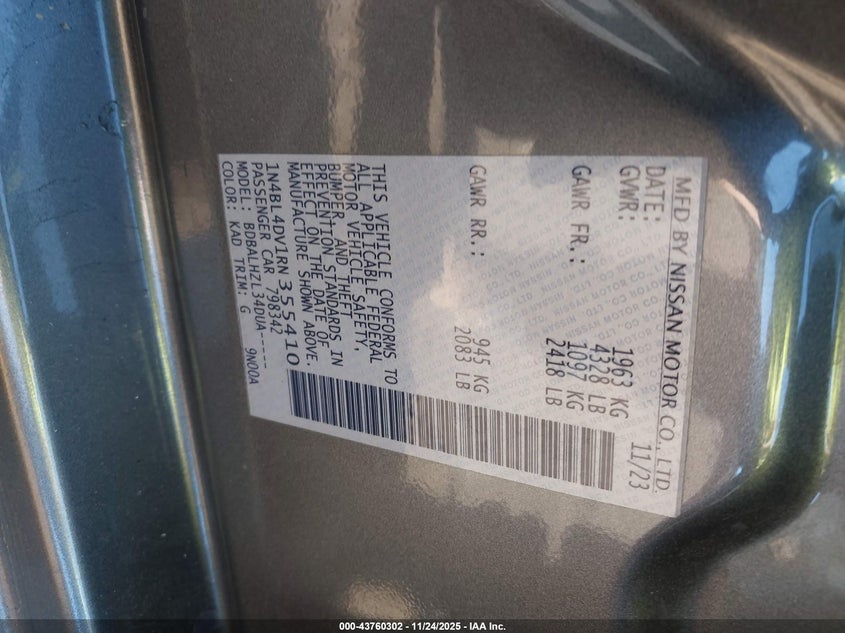 MFD BY NISSAN MOTOR CO., LTD.
DATE: 11/23
GVWR: 1963 KG
4328 LB
GAWR FR.: 1097 KG
2418 LB
GAWR RR.: 945 KG
2083 LB
THIS VEHICLE CONFORMS TO
ALL APPLICABLE FEDERAL
MOTOR VEHICLE SAFETY,
BUMPER, AND THEFT
PREVENTION STANDARDS IN
EFFECT ON THE DATE OF
MANUFACTURE SHOWN ABOVE.
1N4BL4DV1RN355410
PASSENGER CAR 798342
MODEL: BDBALHZL34DUA-----
COLOR: KAD TRIM: G 9N00A
000-43760302 - 11/24/2025 - IAA Inc.